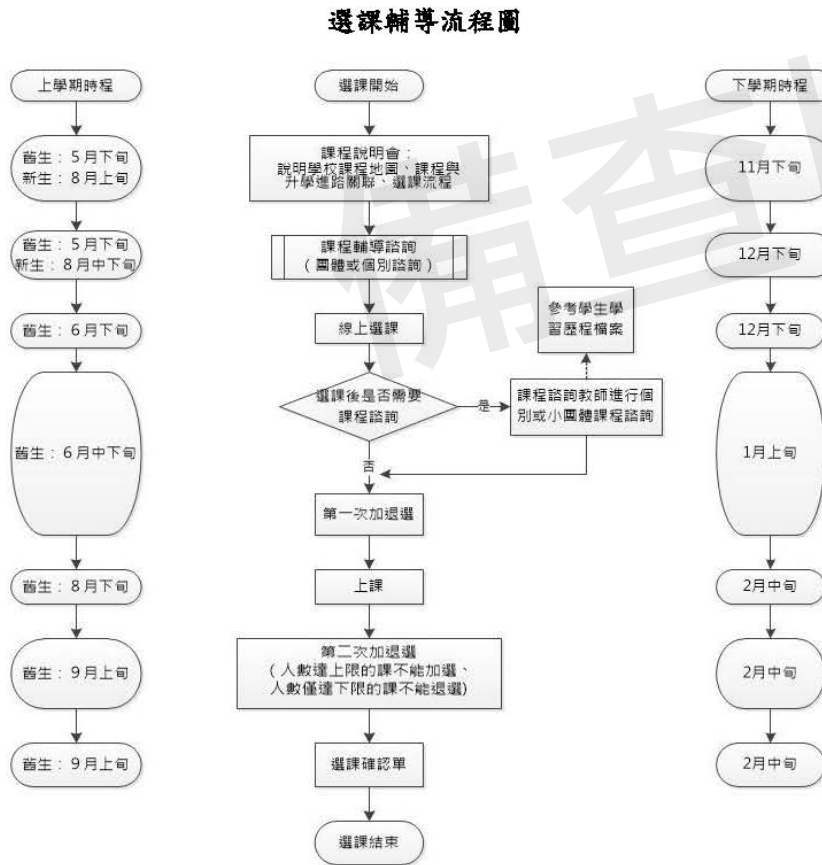 選課輔導流程圖
上學期時程
選課開始
下學期時程
舊生：5月下旬
新生：8月上旬
課程說明會：
說明學校課程地圖、課程與
升學進路關聯、選課流程
11月下旬
舊生：5月下旬
新生：8月中下旬
課程輔導諮詢
（團體或個別諮詢）
12月下旬
舊生：6月下旬
線上選課
參考學生學
習歷程檔案
12月下旬
舊生：6月中下旬
選課後是否需要
課程諮詢
是
課程諮詢教師進行個
別或小團體課程諮詢
1月上旬
否
第一次加退選
舊生：8月下旬
上課
2月中旬
舊生：9月上旬
第二次加退選
（人數達上限的課不能加選、
人數僅達下限的課不能退選)
2月中旬
舊生：9月上旬
選課確認單
2月中旬
選課結束
備查